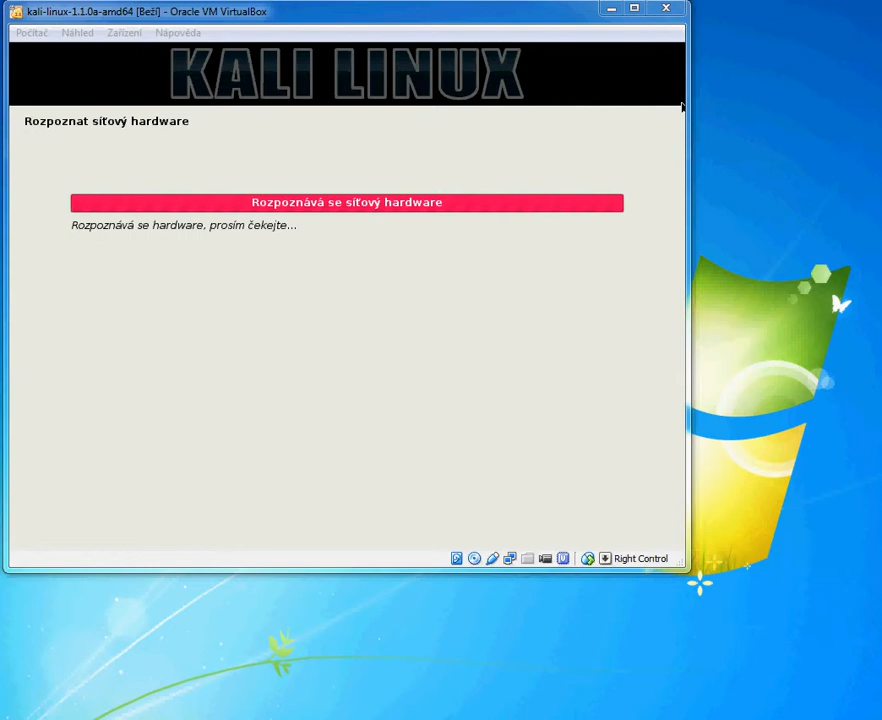 kali-linux-1.1.0a-amd64 [Beží] - Oracle VM VirtualBox
Počítač Náhled Zařízení Nápověda
KALI LINUX
Rozpoznat síťový hardware
Rozpoznává se síťový hardware
Rozpoznává se hardware, prosím čekejte...
Right Control